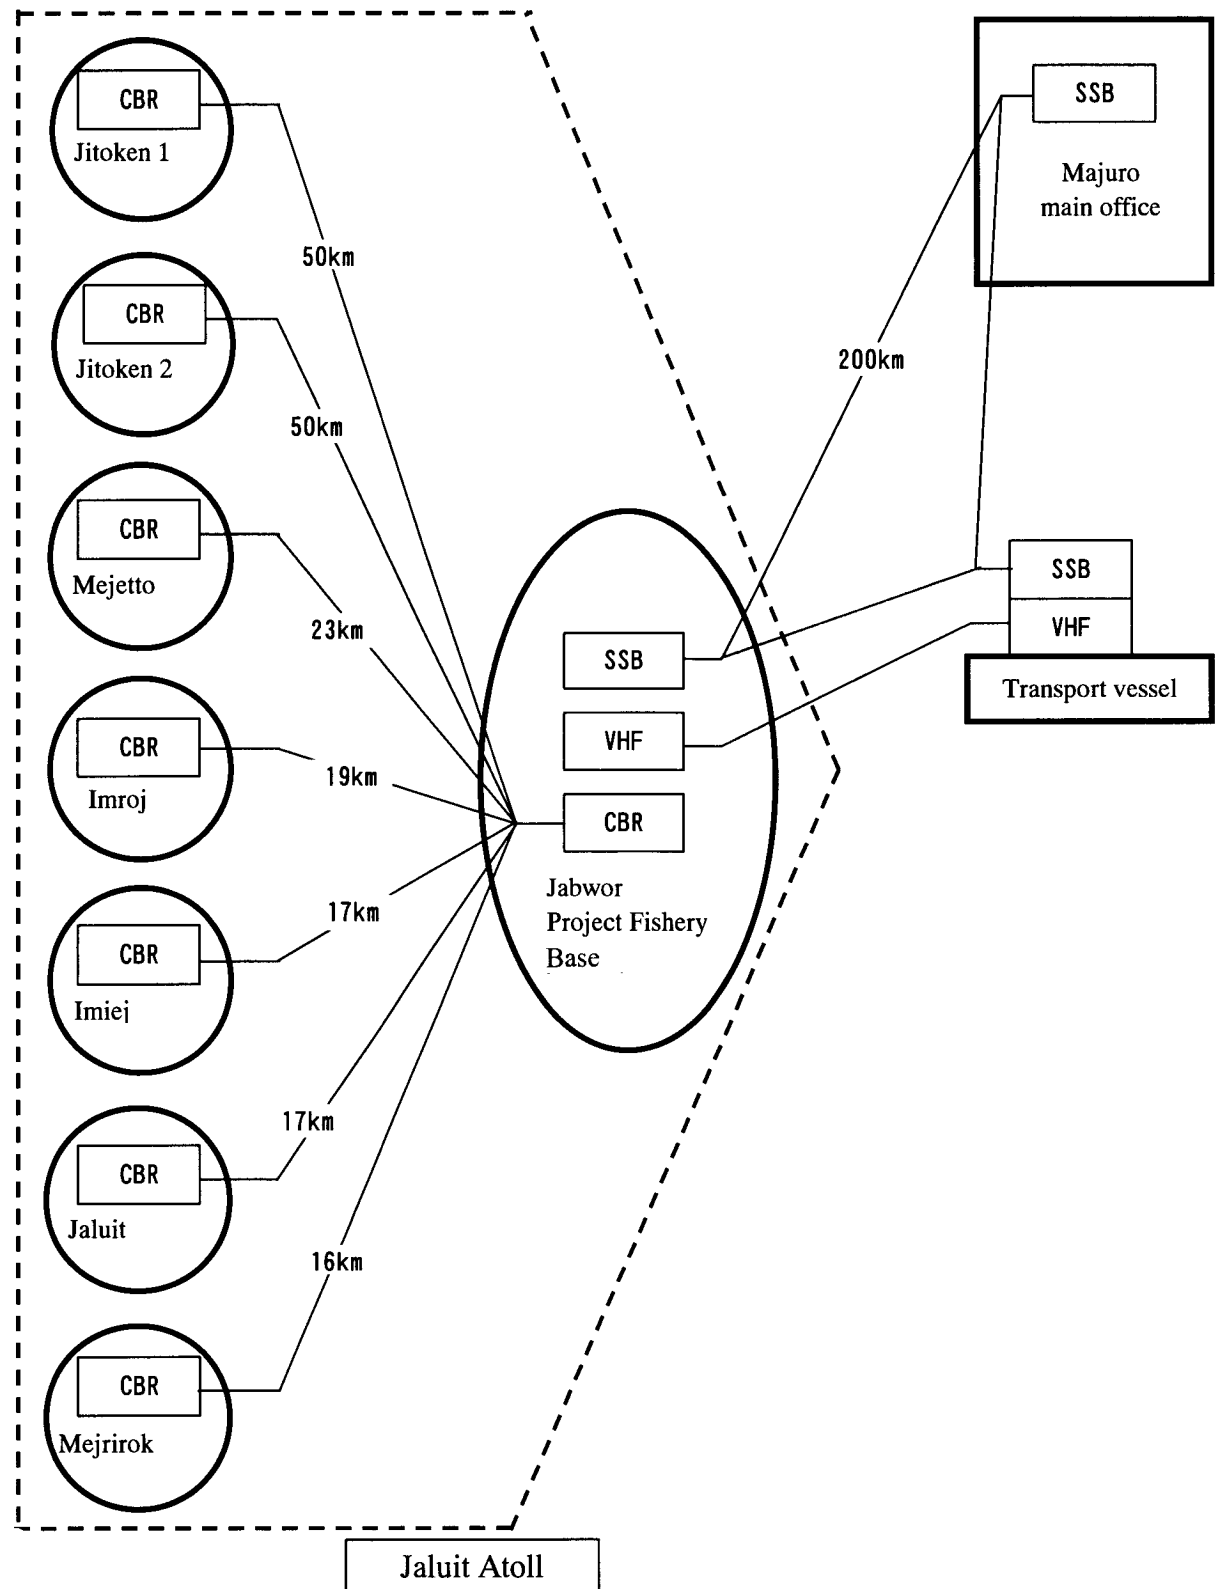 CBR
Jitoken 1
50km
CBR
Jitoken 2
50km
CBR
Mejetto
23km
CBR
Imroj
19km
CBR
Imiej
17km
CBR
Jaluit
17km
CBR
Mejrirok
16km
SSB
VHF
CBR
Jabwor
Project Fishery
Base
200km
SSB
Majuro
main office
SSB
VHF
Transport vessel
Jaluit Atoll